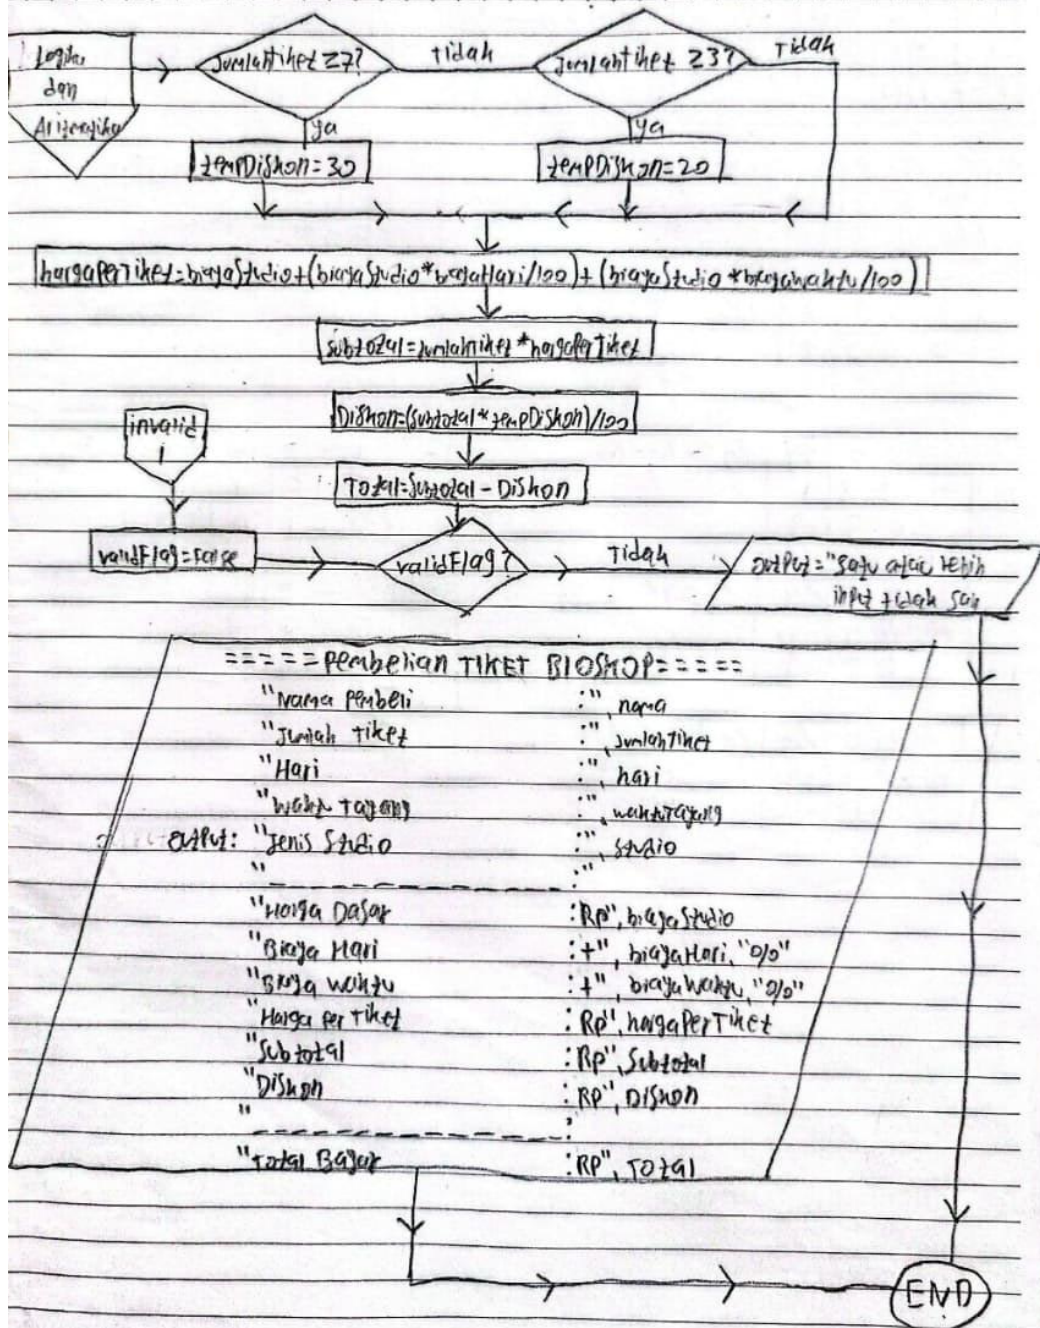 Logika
dan
Aritmatika
JumlahTiket ≥7?
Tidak
JumlahTiket ≥3?
Tidak
ya
ya
tempDiskon=30
tempDiskon=20
hargaPerTiket=biayaStudio+(biayaStudio*biayaHari/100)+(biayaStudio*biayaWaktu/100)
Subtotal=JumlahTiket*hargaPerTiket
Diskon=(Subtotal*tempDiskon)/100
invalid
Total=Subtotal-Diskon
validFlag=False
validFlag?
Tidak
output="Satu atau lebih
input tidak
=====Pembelian TIKET BIOSKOP=====
"Nama Pembeli :", nama
"Jumlah Tiket :", JumlahTiket
"Hari :", hari
"Waktu Tayang :", waktuTayang
output: "Jenis Studio :", studio
" :"
"------------------:
"Harga Dasar :Rp", biayaStudio
"Biaya Hari :+", biayaHari, "%"
"Biaya Waktu :+", biayaWaktu, "%"
"Harga Per Tiket :Rp", hargaPerTiket
"Subtotal :Rp", Subtotal
"Diskon :Rp", Diskon
"------------------:
"Total Bayar :Rp", Total
END